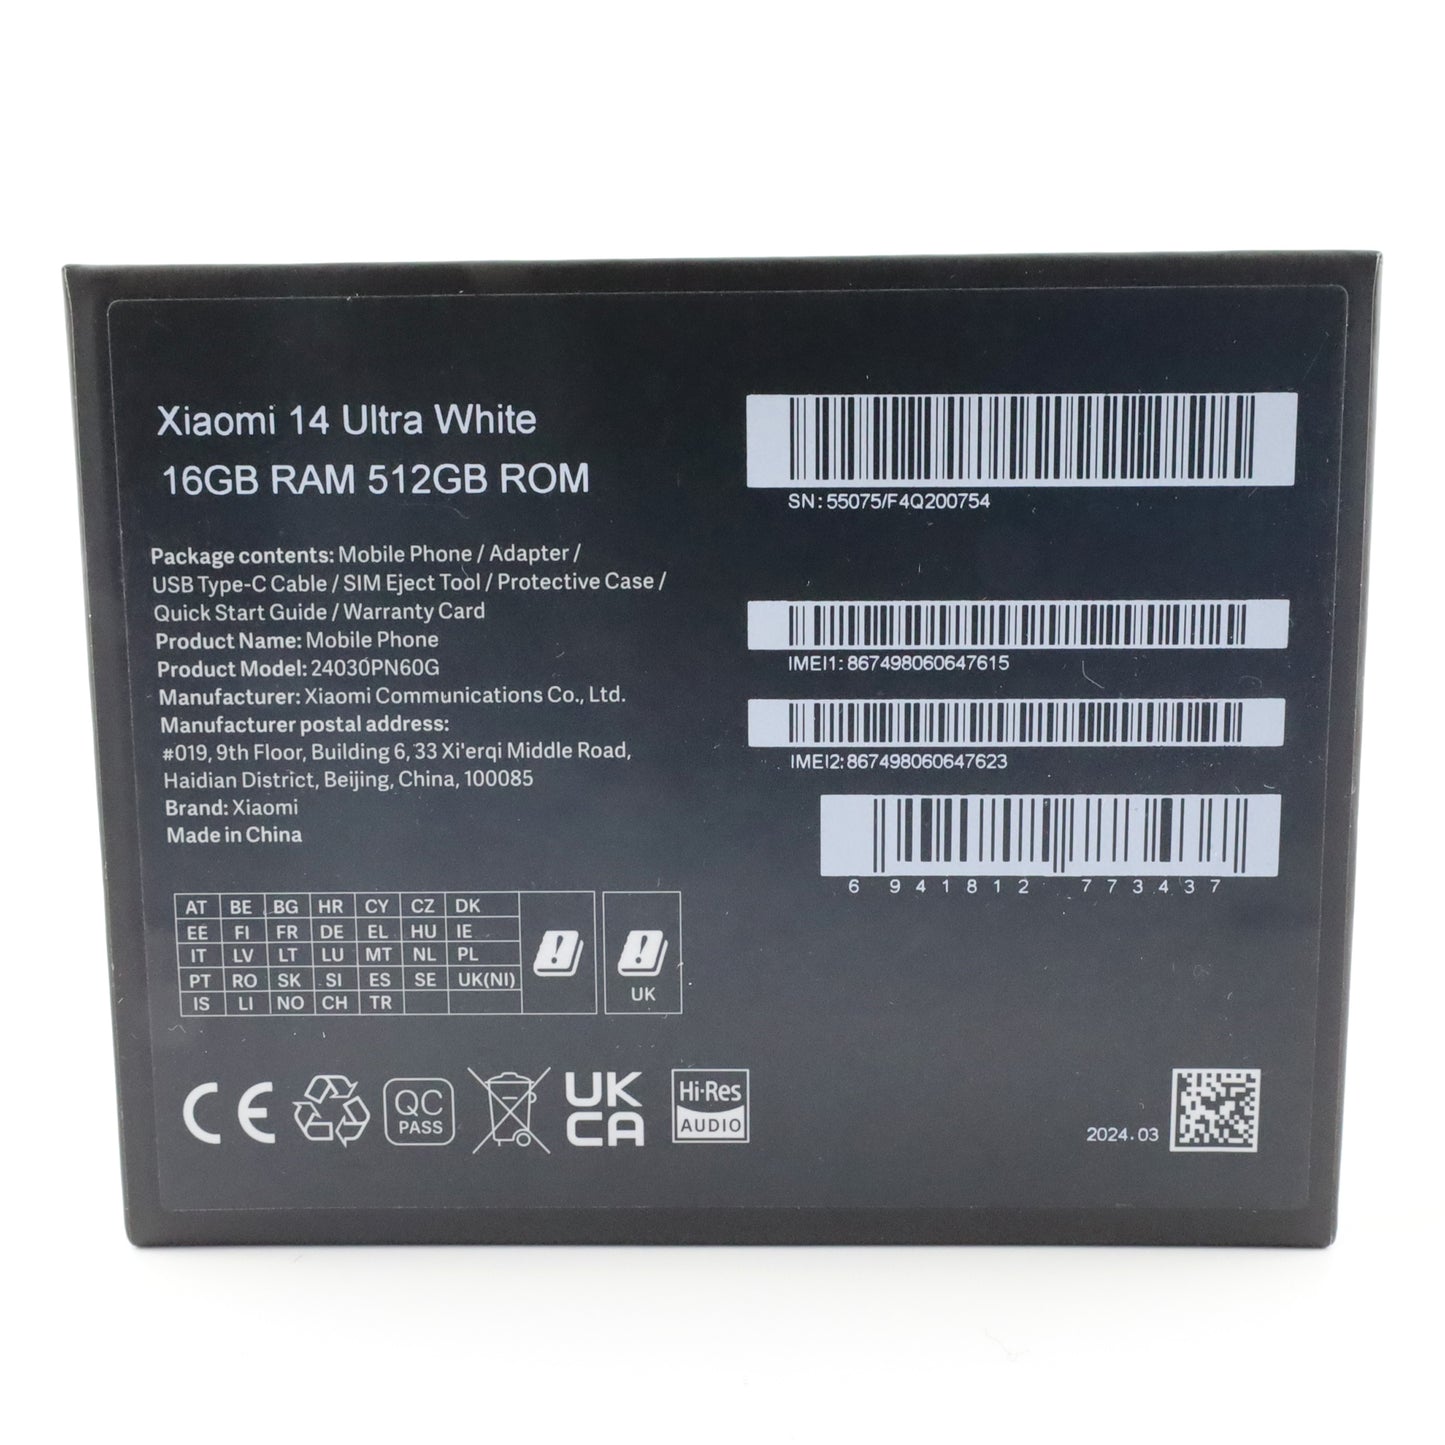 Xiaomi 14 Ultra White
16GB RAM 512GB ROM
Package contents: Mobile Phone / Adapter /
USB Type-C Cable / SIM Eject Tool / Protective Case /
Quick Start Guide / Warranty Card
Product Name: Mobile Phone
Product Model: 24030PN60G
Manufacturer: Xiaomi Communications Co., Ltd.
Manufacturer postal address:
#019, 9th Floor, Building 6, 33 Xi'erqi Middle Road,
Haidian District, Beijing, China, 100085
Brand: Xiaomi
Made in China
SN: 55075/F4Q200754
IMEI1: 867498060647615
IMEI2: 867498060647623
6 941812 773437
AT BE BG HR CY CZ DK
EE FI FR DE EL HU IE
IT LV LT LU MT NL PL
PT RO SK SI ES SE UK(NI)
IS LI NO CH TR
UK
CE
QC
PASS
UK
CA
Hi-Res
AUDIO
2024.03